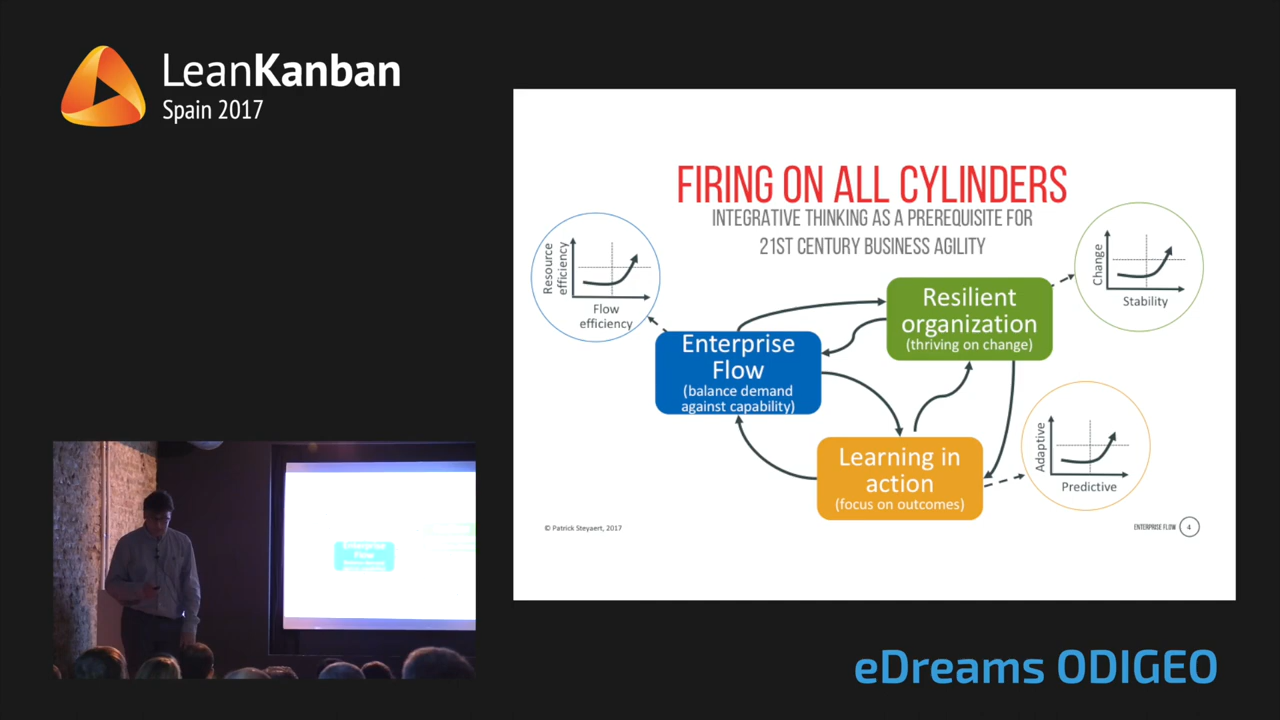 LeanKanban
Spain 2017
FIRING ON ALL CYLINDERS
INTEGRATIVE THINKING AS A PREREQUISITE FOR
21ST CENTURY BUSINESS AGILITY
Resource
efficiency
Flow
efficiency
Change
Stability
Resilient
organization
(thriving on change)
Enterprise
Flow
(balance demand
against capability)
Learning in
action
(focus on outcomes)
Adaptive
Predictive
© Patrick Steyaert, 2017
ENTERPRISE FLOW 4
Enterprise
Flow
eDreams ODIGEO